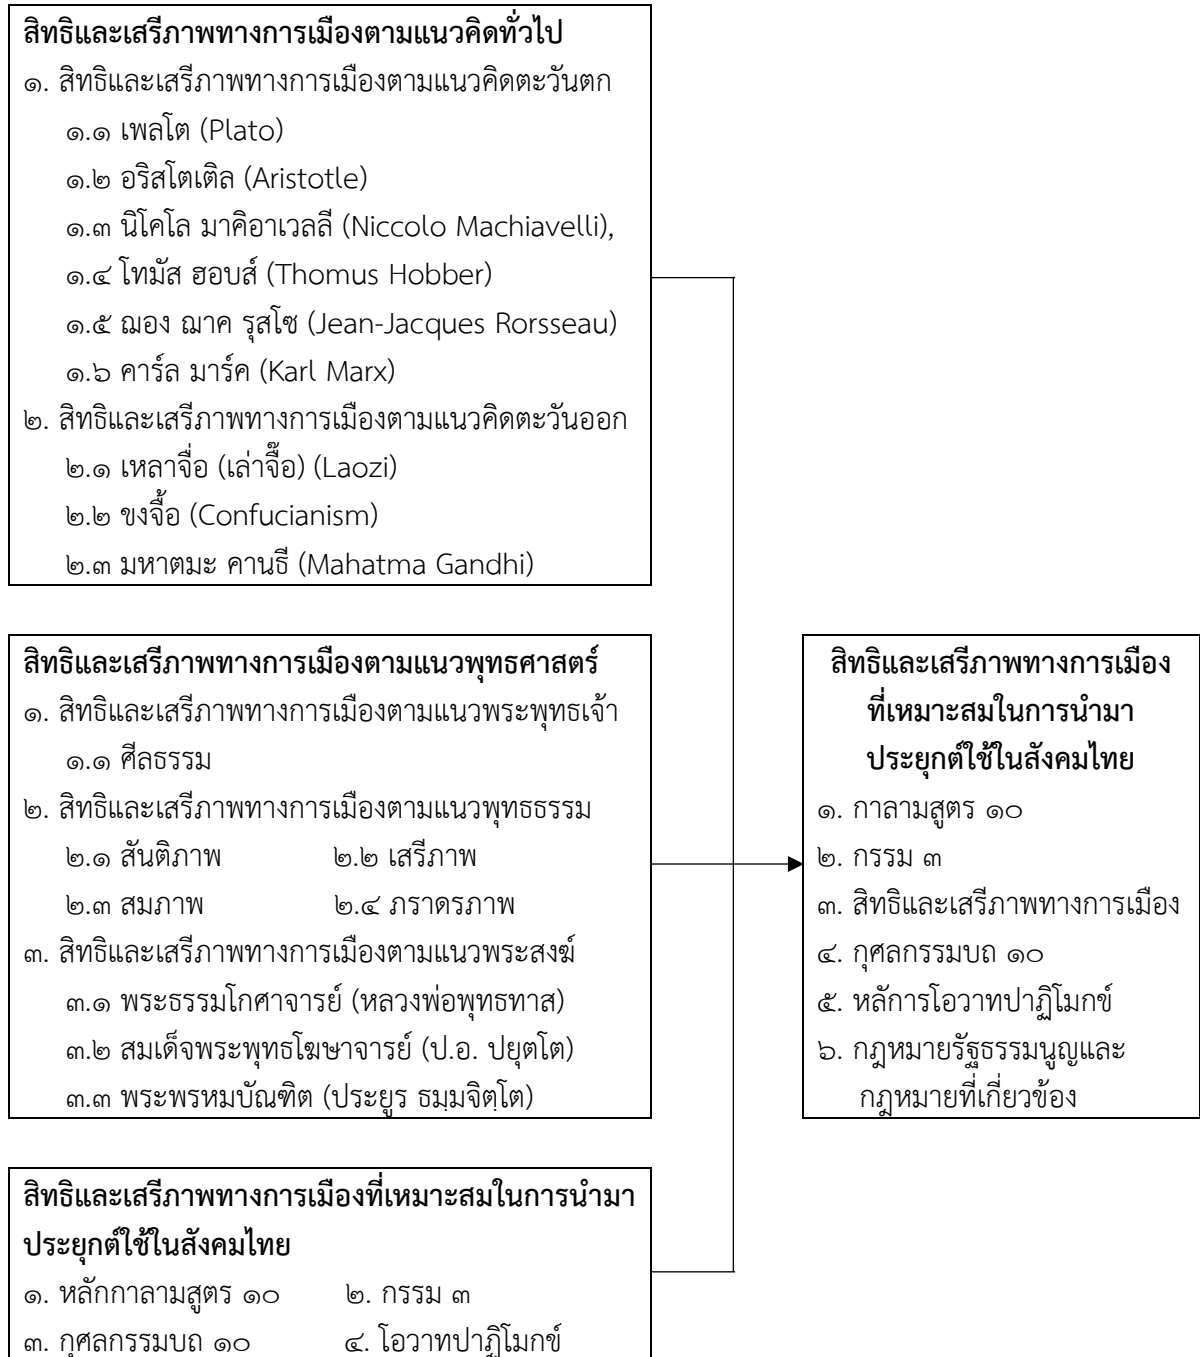 สิทธิและเสรีภาพทางการเมืองตามแนวคิดทั่วไป
๑. สิทธิและเสรีภาพทางการเมืองตามแนวคิดตะวันตก
๑.๑ เพลโต (Plato)
๑.๒ อริสโตเติล (Aristotle)
๑.๓ นิโคโล มาคิอาเวลลี (Niccolo Machiavelli),
๑.๔ โทมัส ฮอบส์ (Thomus Hobber)
๑.๕ ฌอง ฌาค รุสโซ (Jean-Jacques Rorsseau)
๑.๖ คาร์ล มาร์ค (Karl Marx)
๒. สิทธิและเสรีภาพทางการเมืองตามแนวคิดตะวันออก
๒.๑ เหลาจื่อ (เล่าจื๊อ) (Laozi)
๒.๒ ขงจื้อ (Confucianism)
๒.๓ มหาตมะ คานธี (Mahatma Gandhi)
สิทธิและเสรีภาพทางการเมืองตามแนวพุทธศาสตร์
๑. สิทธิและเสรีภาพทางการเมืองตามแนวพระพุทธเจ้า
๑.๑ ศีลธรรม
๒. สิทธิและเสรีภาพทางการเมืองตามแนวพุทธธรรม
๒.๑ สันติภาพ ๒.๒ เสรีภาพ
๒.๓ สมภาพ ๒.๔ ภราดรภาพ
๓. สิทธิและเสรีภาพทางการเมืองตามแนวพระสงฆ์
๓.๑ พระธรรมโกศาจารย์ (หลวงพ่อพุทธทาส)
๓.๒ สมเด็จพระพุทธโฆษาจารย์ (ป.อ. ปยุตโต)
๓.๓ พระพรหมบัณฑิต (ประยูร ธมฺมจิตฺโต)
สิทธิและเสรีภาพทางการเมือง
ที่เหมาะสมในการนำมา
ประยุกต์ใช้ในสังคมไทย
๑. กาลามสูตร ๑๐
๒. กรรม ๓
๓. สิทธิและเสรีภาพทางการเมือง
๔. กุศลกรรมบถ ๑๐
๕. หลัการโอวาทปาฏิโมกข์
๖. กฎหมายรัฐธรรมนูญและ
กฎหมายที่เกี่ยวข้อง
สิทธิและเสรีภาพทางการเมืองที่เหมาะสมในการนำมา
ประยุกต์ใช้ในสังคมไทย
๑. หลักกาลามสูตร ๑๐ ๒. กรรม ๓
๓. กุศลกรรมบถ ๑๐ ๔. โอวาทปาฏิโมกข์